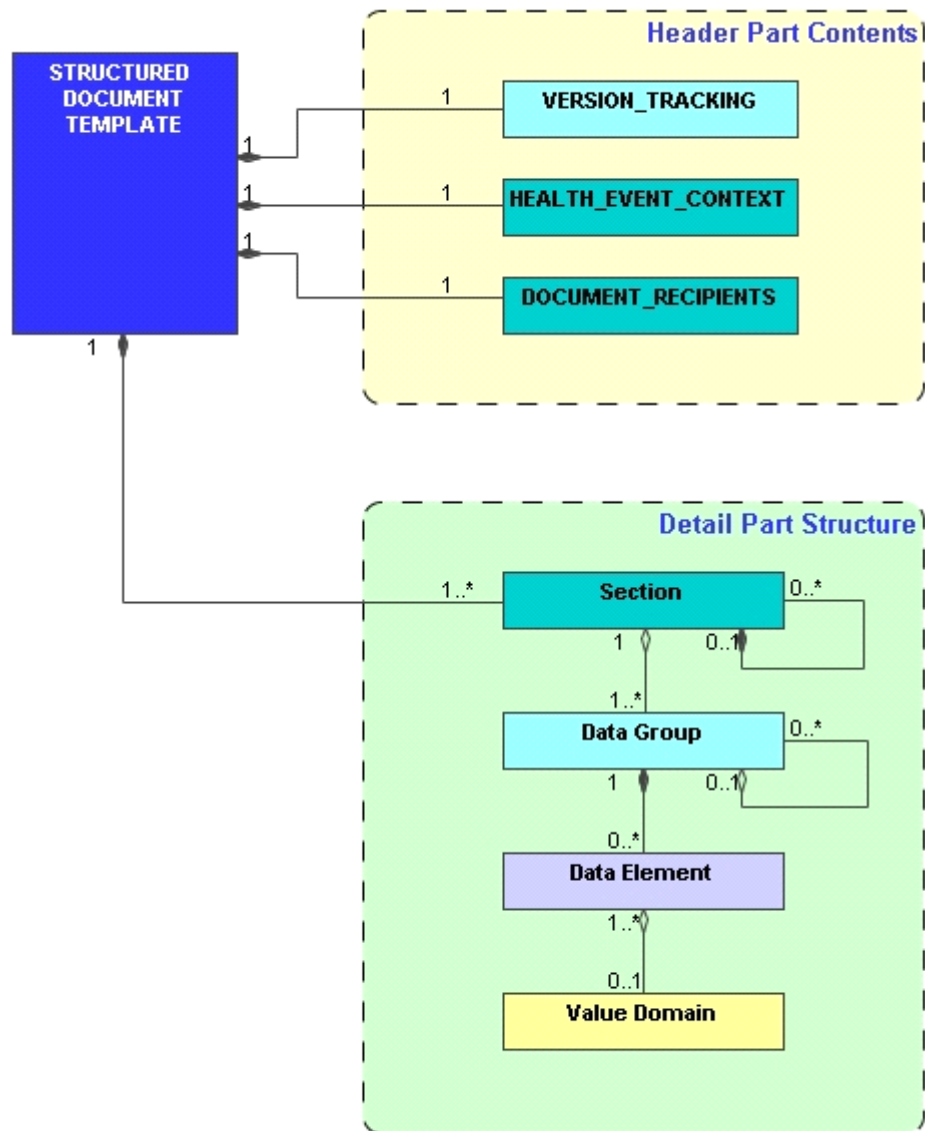 Header Part Contents
STRUCTURED
DOCUMENT
TEMPLATE
1
VERSION_TRACKING
1
1
HEALTH_EVENT_CONTEXT
1
1
DOCUMENT_RECIPIENTS
1
1
Detail Part Structure
1..*
Section
0..*
1
0..1
1..*
Data Group
0..*
1
0..1
0..*
Data Element
1..*
0..1
Value Domain